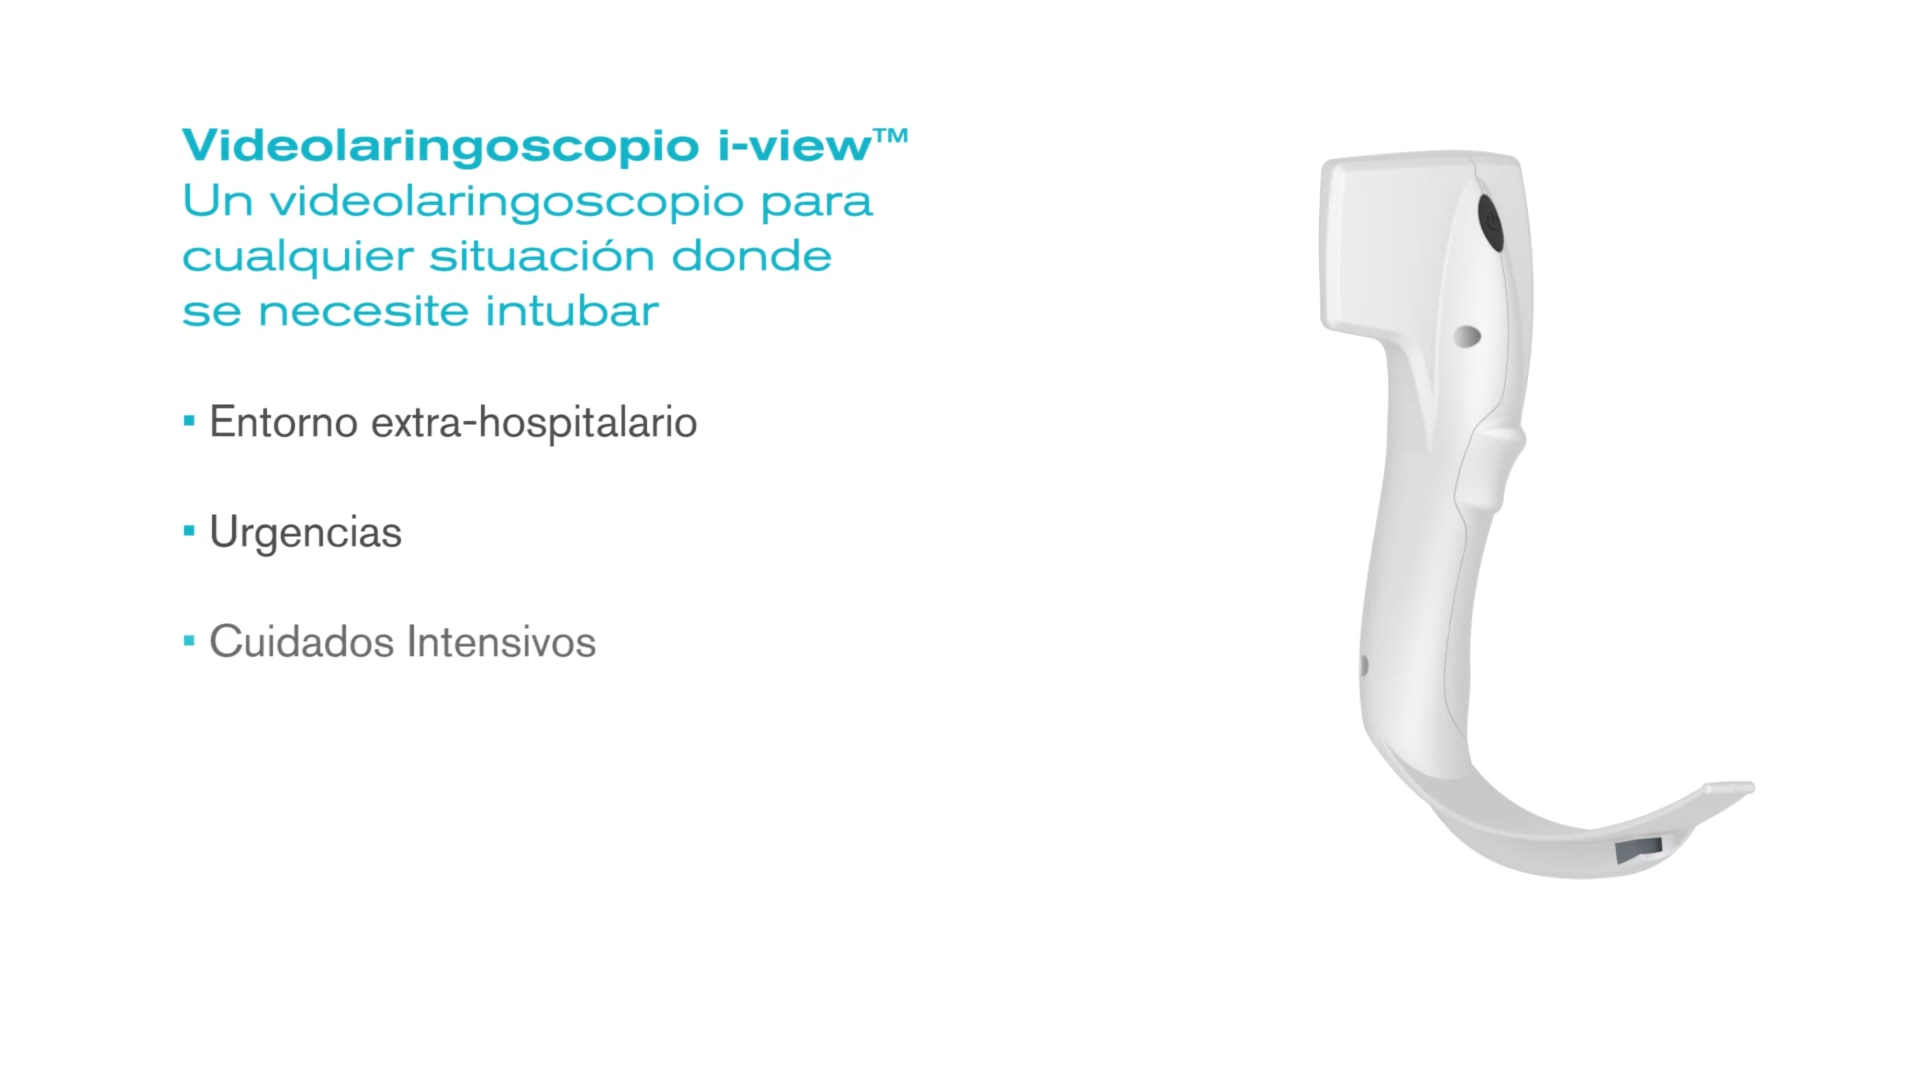 Videolaringoscopio i-view™
Un videolaringoscopio para
cualquier situación donde
se necesite intubar
▪ Entorno extra-hospitalario
▪ Urgencias
▪ Cuidados Intensivos